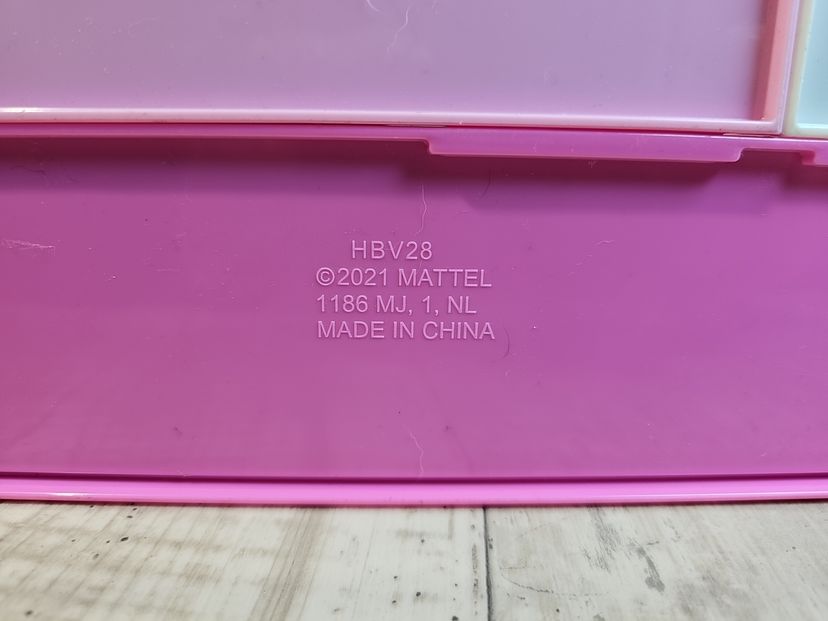 HBV28
©2021 MATTEL
1186 MJ, 1, NL
MADE IN CHINA